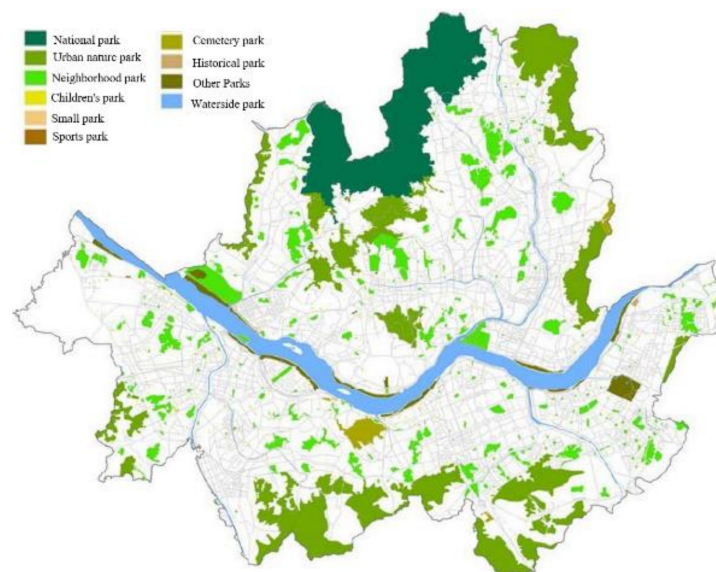 National park
Urban nature park
Neighborhood park
Children's park
Small park
Sports park
Cemetery park
Historical park
Other Parks
Waterside park